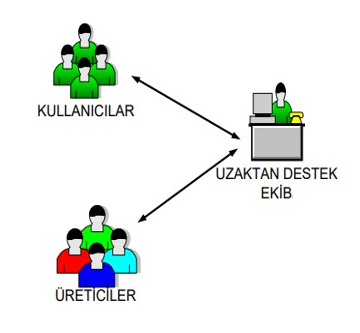 KULLANICILAR
UZAKTAN DESTEK
EKİB
ÜRETİCİLER